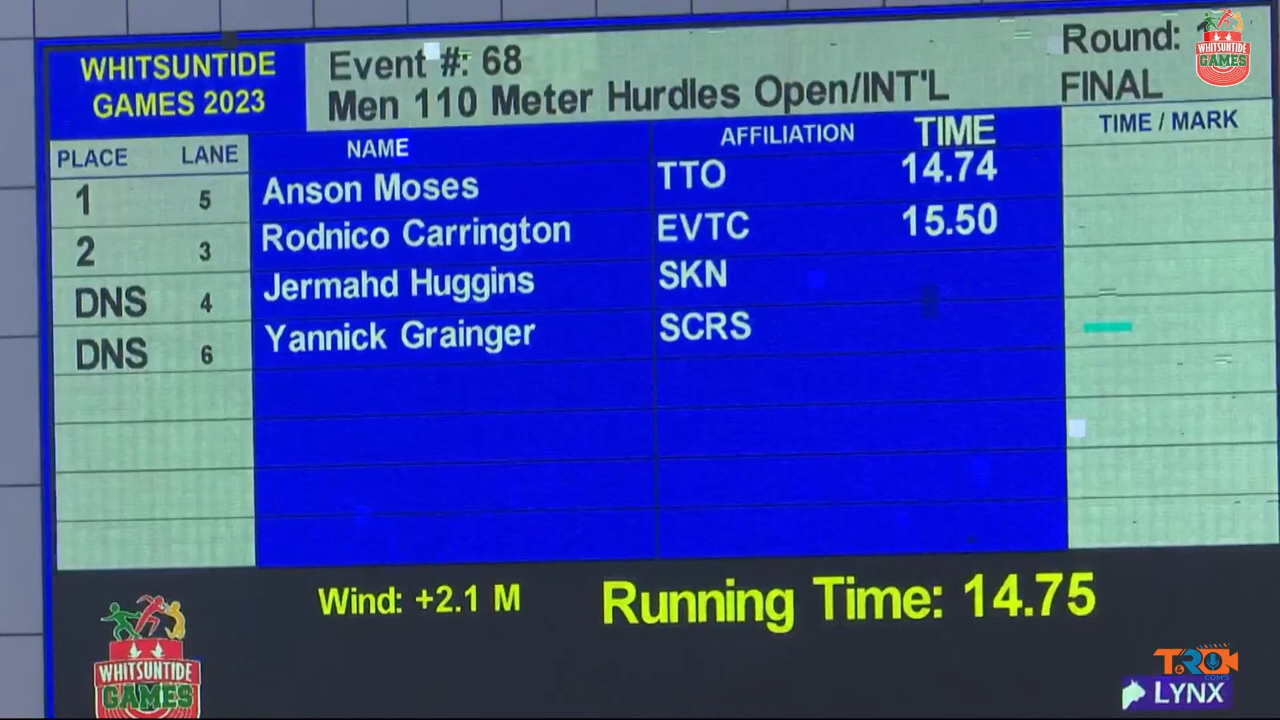 WHITSUNTIDE
GAMES 2023
Event #: 68
Men 110 Meter Hurdles Open/INT'L
Round:
FINAL
WHITSUNTIDE
GAMES
PLACE LANE NAME AFFILIATION TIME TIME / MARK
1 5 Anson Moses TTO 14.74
2 3 Rodnico Carrington EVTC 15.50
DNS 4 Jermahd Huggins SKN
DNS 6 Yannick Grainger SCRS
Wind: +2.1 M Running Time: 14.75
WHITSUNTIDE
GAMES
T&RO
COM'S
LYNX